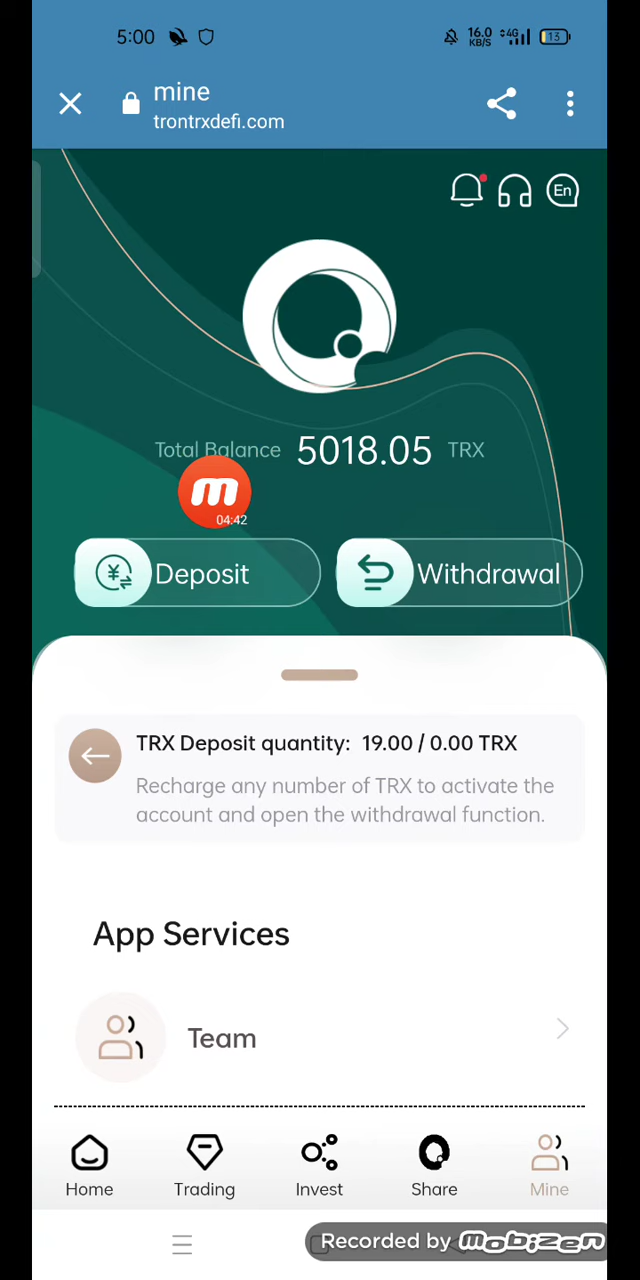 5:00
16.0
KB/S
4G
13
mine
trontrxdefi.com
En
Total Balance 5018.05 TRX
m
04:42
Deposit
Withdrawal
TRX Deposit quantity: 19.00 / 0.00 TRX
Recharge any number of TRX to activate the
account and open the withdrawal function.
App Services
Team
Home
Trading
Invest
Share
Mine
Recorded by mobizen